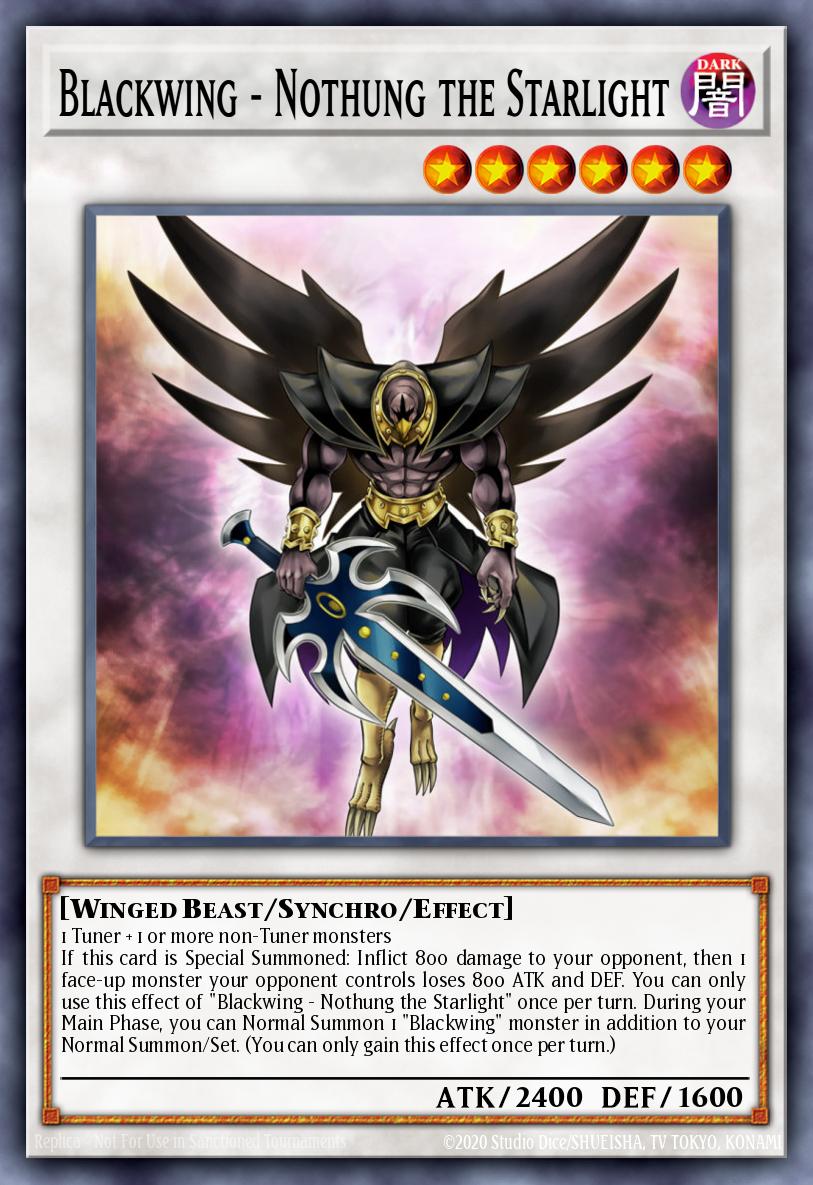 Blackwing - Nothung the Starlight
DARK
闇
[Winged Beast/Synchro/Effect]
1 Tuner + 1 or more non-Tuner monsters
If this card is Special Summoned: Inflict 800 damage to your opponent, then 1
face-up monster your opponent controls loses 800 ATK and DEF. You can only
use this effect of "Blackwing - Nothung the Starlight" once per turn. During your
Main Phase, you can Normal Summon 1 "Blackwing" monster in addition to your
Normal Summon/Set. (You can only gain this effect once per turn.)
ATK/2400 DEF/1600
Replica - Not For Use in Sanctioned Tournaments
©2020 Studio Dice/SHUEISHA, TV TOKYO, KONAMI